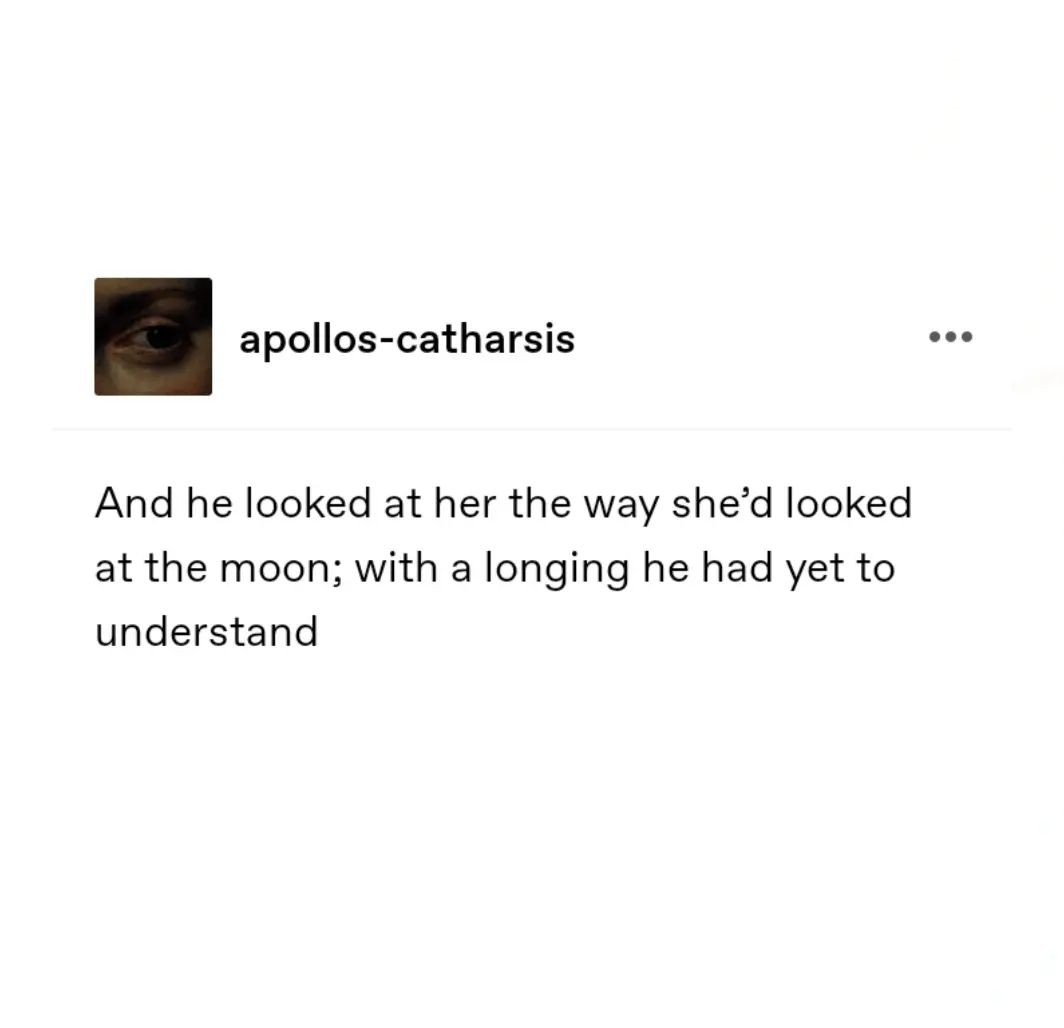 apollos-catharsis
And he looked at her the way she’d looked
at the moon; with a longing he had yet to
understand